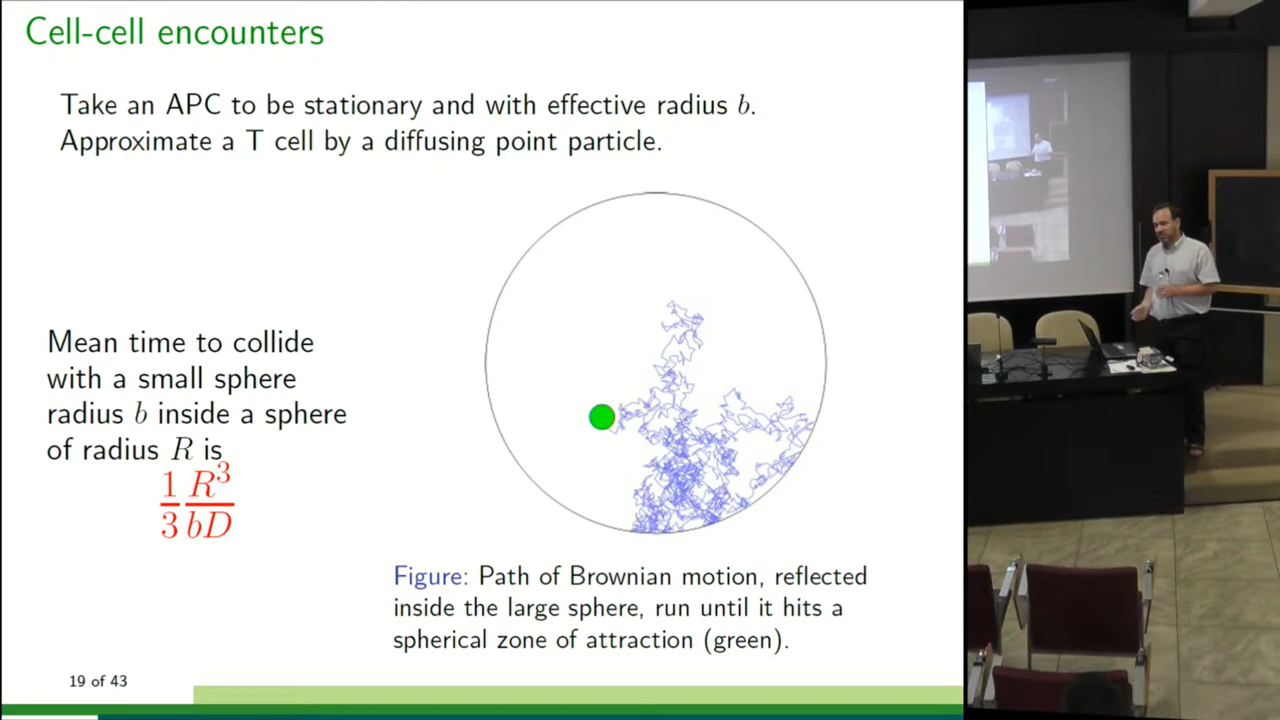 Cell-cell encounters
Take an APC to be stationary and with effective radius b.
Approximate a T cell by a diffusing point particle.
Mean time to collide
with a small sphere
radius b inside a sphere
of radius R is
1/3 R³/bD
Figure: Path of Brownian motion, reflected
inside the large sphere, run until it hits a
spherical zone of attraction (green).
19 of 43